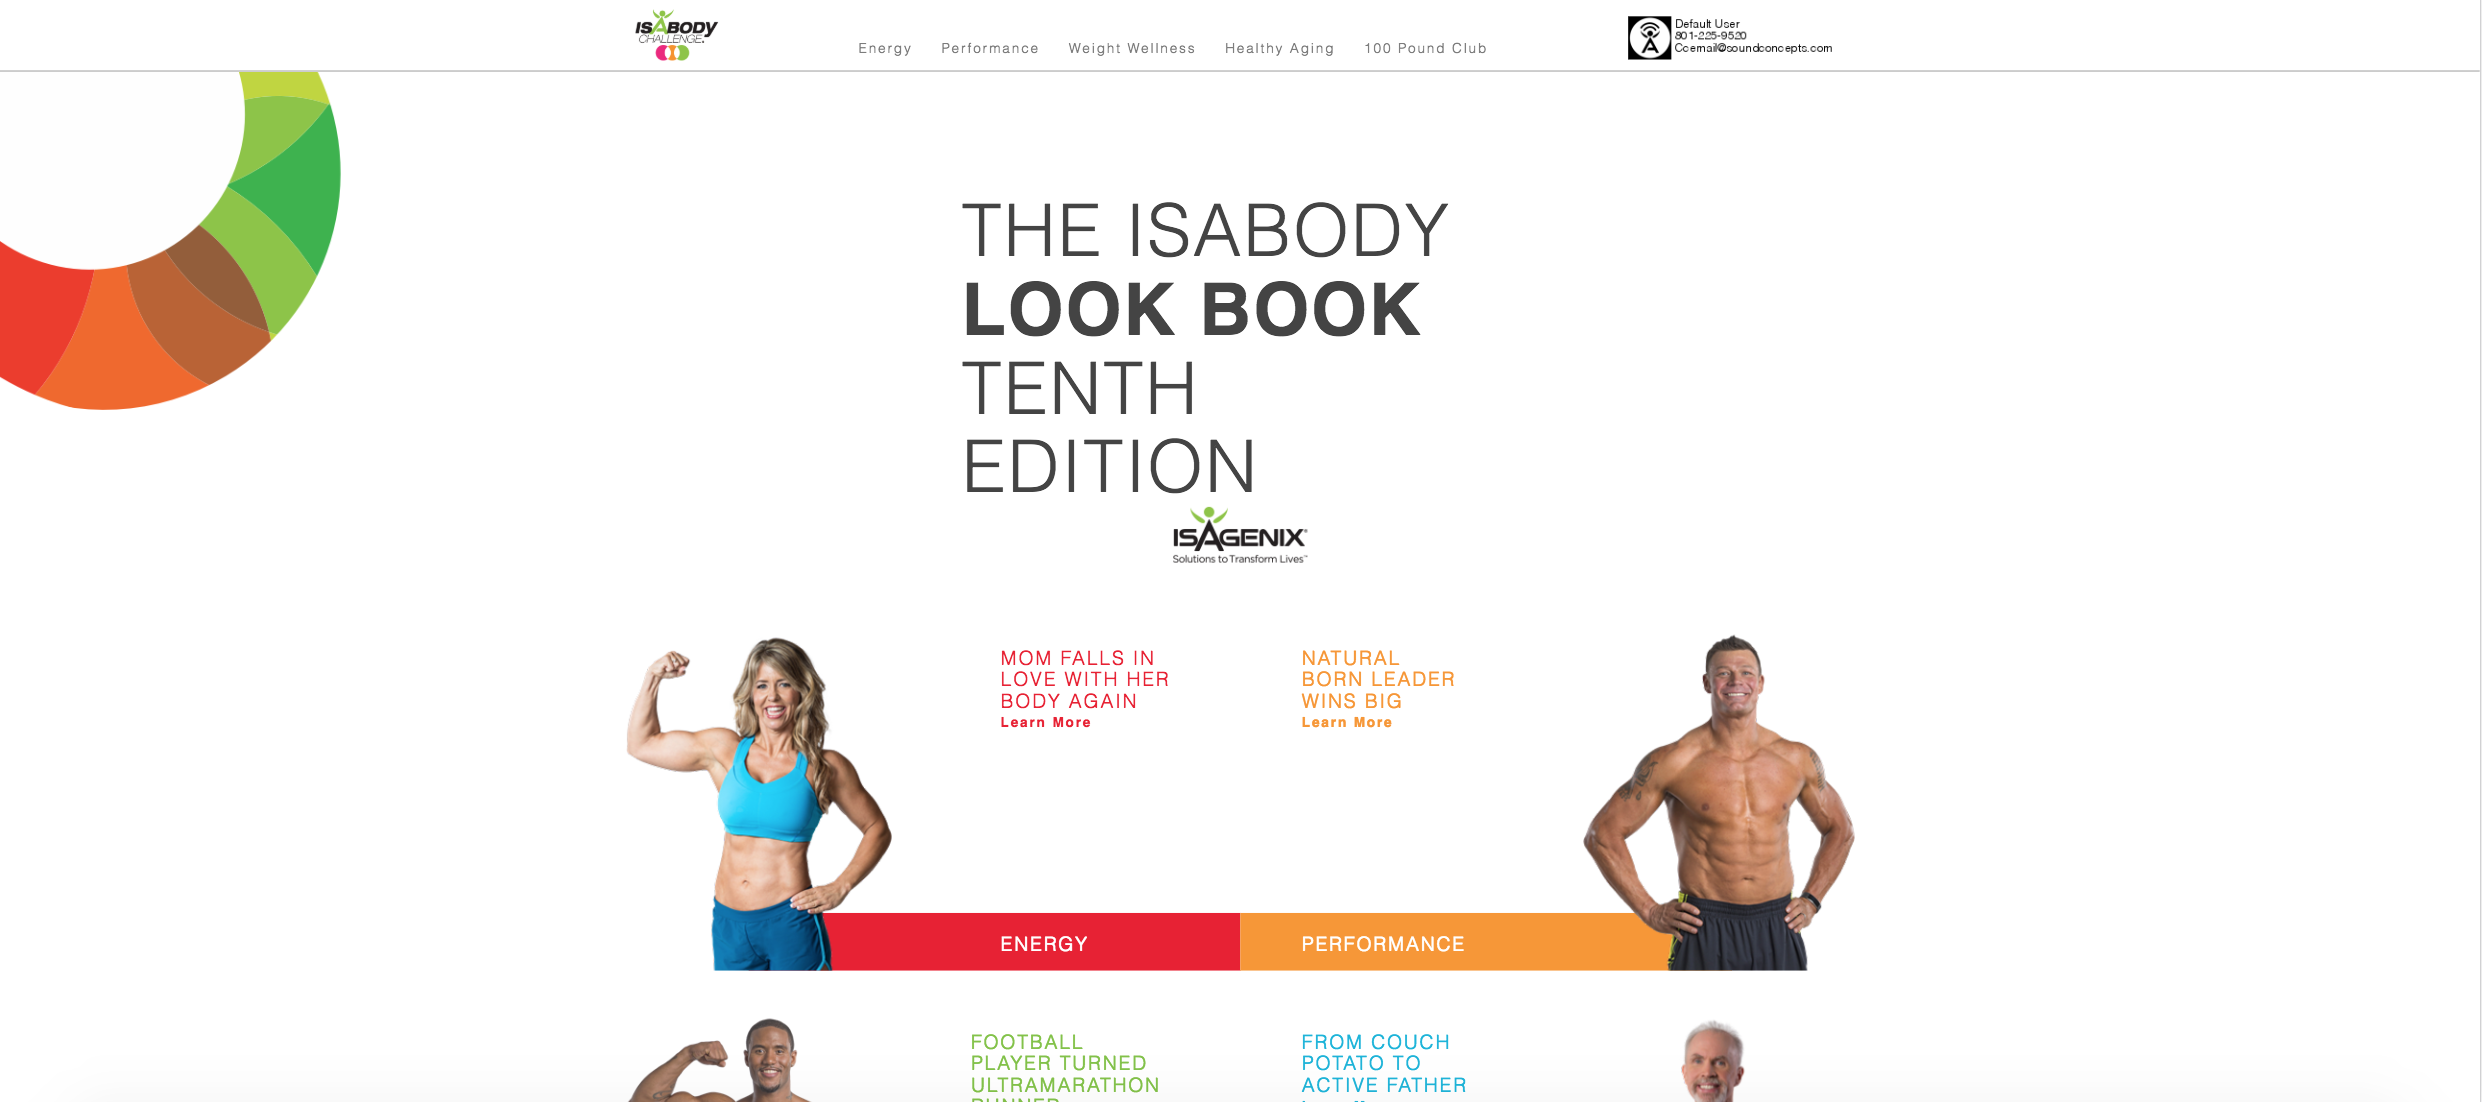 ISABODY
CHALLENGE.
Energy
Performance
Weight Wellness
Healthy Aging
100 Pound Club
Default User
801-225-9520
Ccemail@soundconcepts.com
THE ISABODY
LOOK BOOK
TENTH
EDITION
ISAGENIX®
Solutions to Transform Lives™
MOM FALLS IN
LOVE WITH HER
BODY AGAIN
Learn More
NATURAL
BORN LEADER
WINS BIG
Learn More
ENERGY
PERFORMANCE
FOOTBALL
PLAYER TURNED
ULTRAMARATHON
RUNNER
FROM COUCH
POTATO TO
ACTIVE FATHER